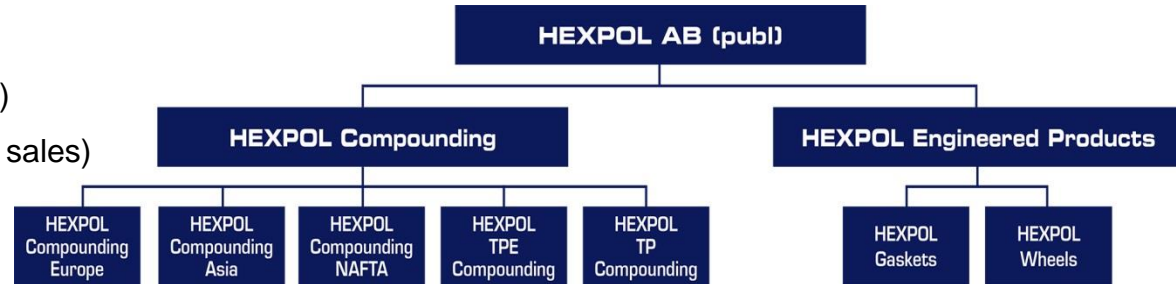 HEXPOL AB (publ)
)
sales)
HEXPOL Compounding
HEXPOL Engineered Products
HEXPOL
Compounding
Europe
HEXPOL
Compounding
Asia
HEXPOL
Compounding
NAFTA
HEXPOL
TPE
Compounding
HEXPOL
TP
Compounding
HEXPOL
Gaskets
HEXPOL
Wheels